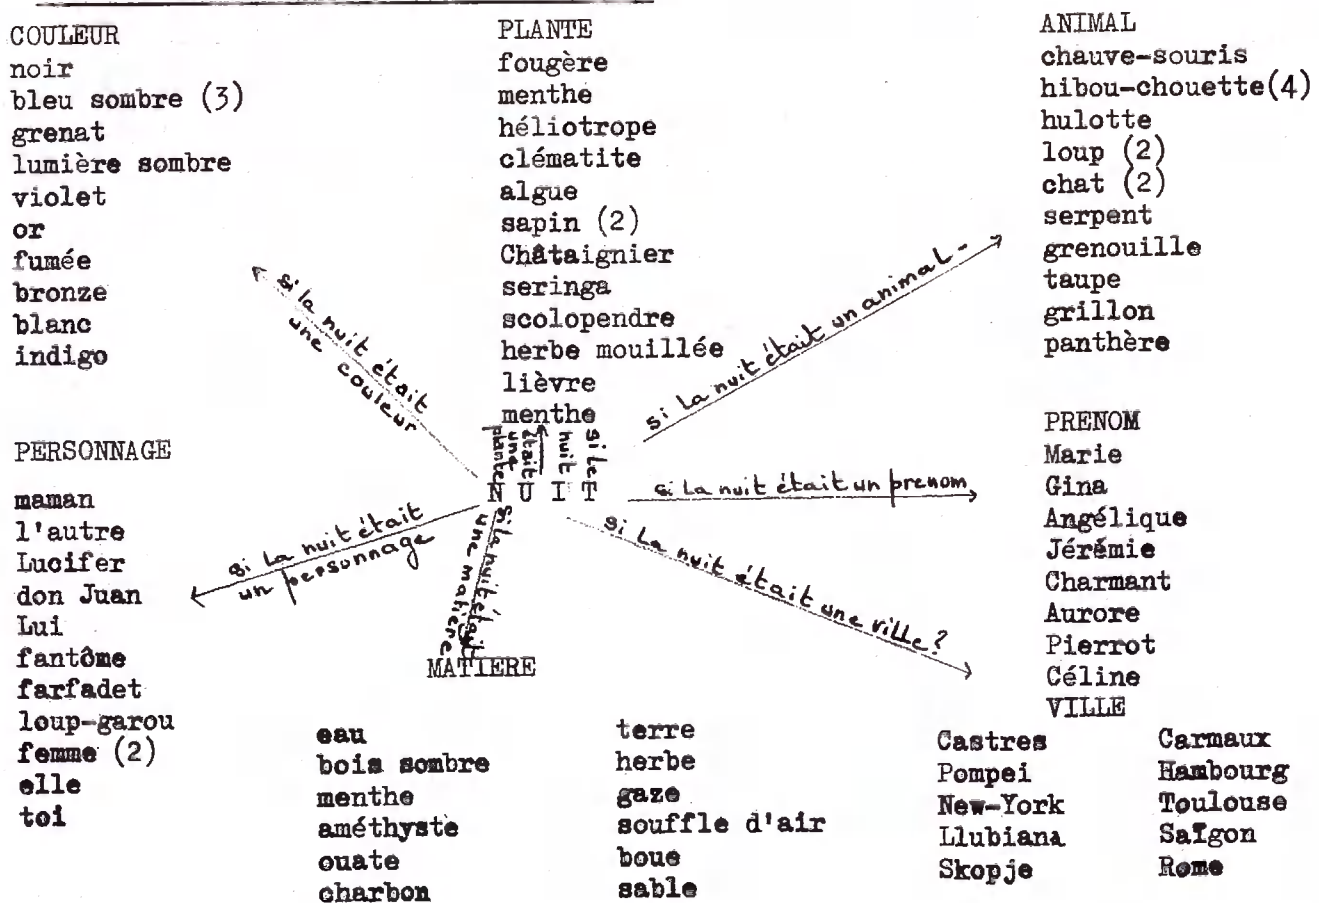 COULEUR
noir
bleu sombre (3)
grenat
lumière sombre
violet
or
fumée
bronze
blanc
indigo
PLANTE
fougère
menthe
héliotrope
clématite
algue
sapin (2)
Châtaignier
seringa
scolopendre
herbe mouillée
lièvre
menthe
ANIMAL
chauve-souris
hibou-chouette(4)
hulotte
loup (2)
chat (2)
serpent
grenouille
taupe
grillon
panthère
si la nuit était
une couleur
si la nuit était un animal -
si la
nuit
était
une
plante
NUIT
si la nuit était un prenom
si la nuit était une ville?
si la nuit était
une matière
si la nuit était
un personnage
PERSONNAGE
maman
l'autre
Lucifer
don Juan
Lui
fantôme
farfadet
loup-garou
femme (2)
elle
toi
MATIERE
eau
bois sombre
menthe
améthyste
ouate
charbon
terre
herbe
gaze
souffle d'air
boue
sable
PRENOM
Marie
Gina
Angélique
Jérémie
Charmant
Aurore
Pierrot
Céline
VILLE
Castres
Pompei
New-York
Llubiana
Skopje
Carmaux
Hambourg
Toulouse
Saïgon
Rome